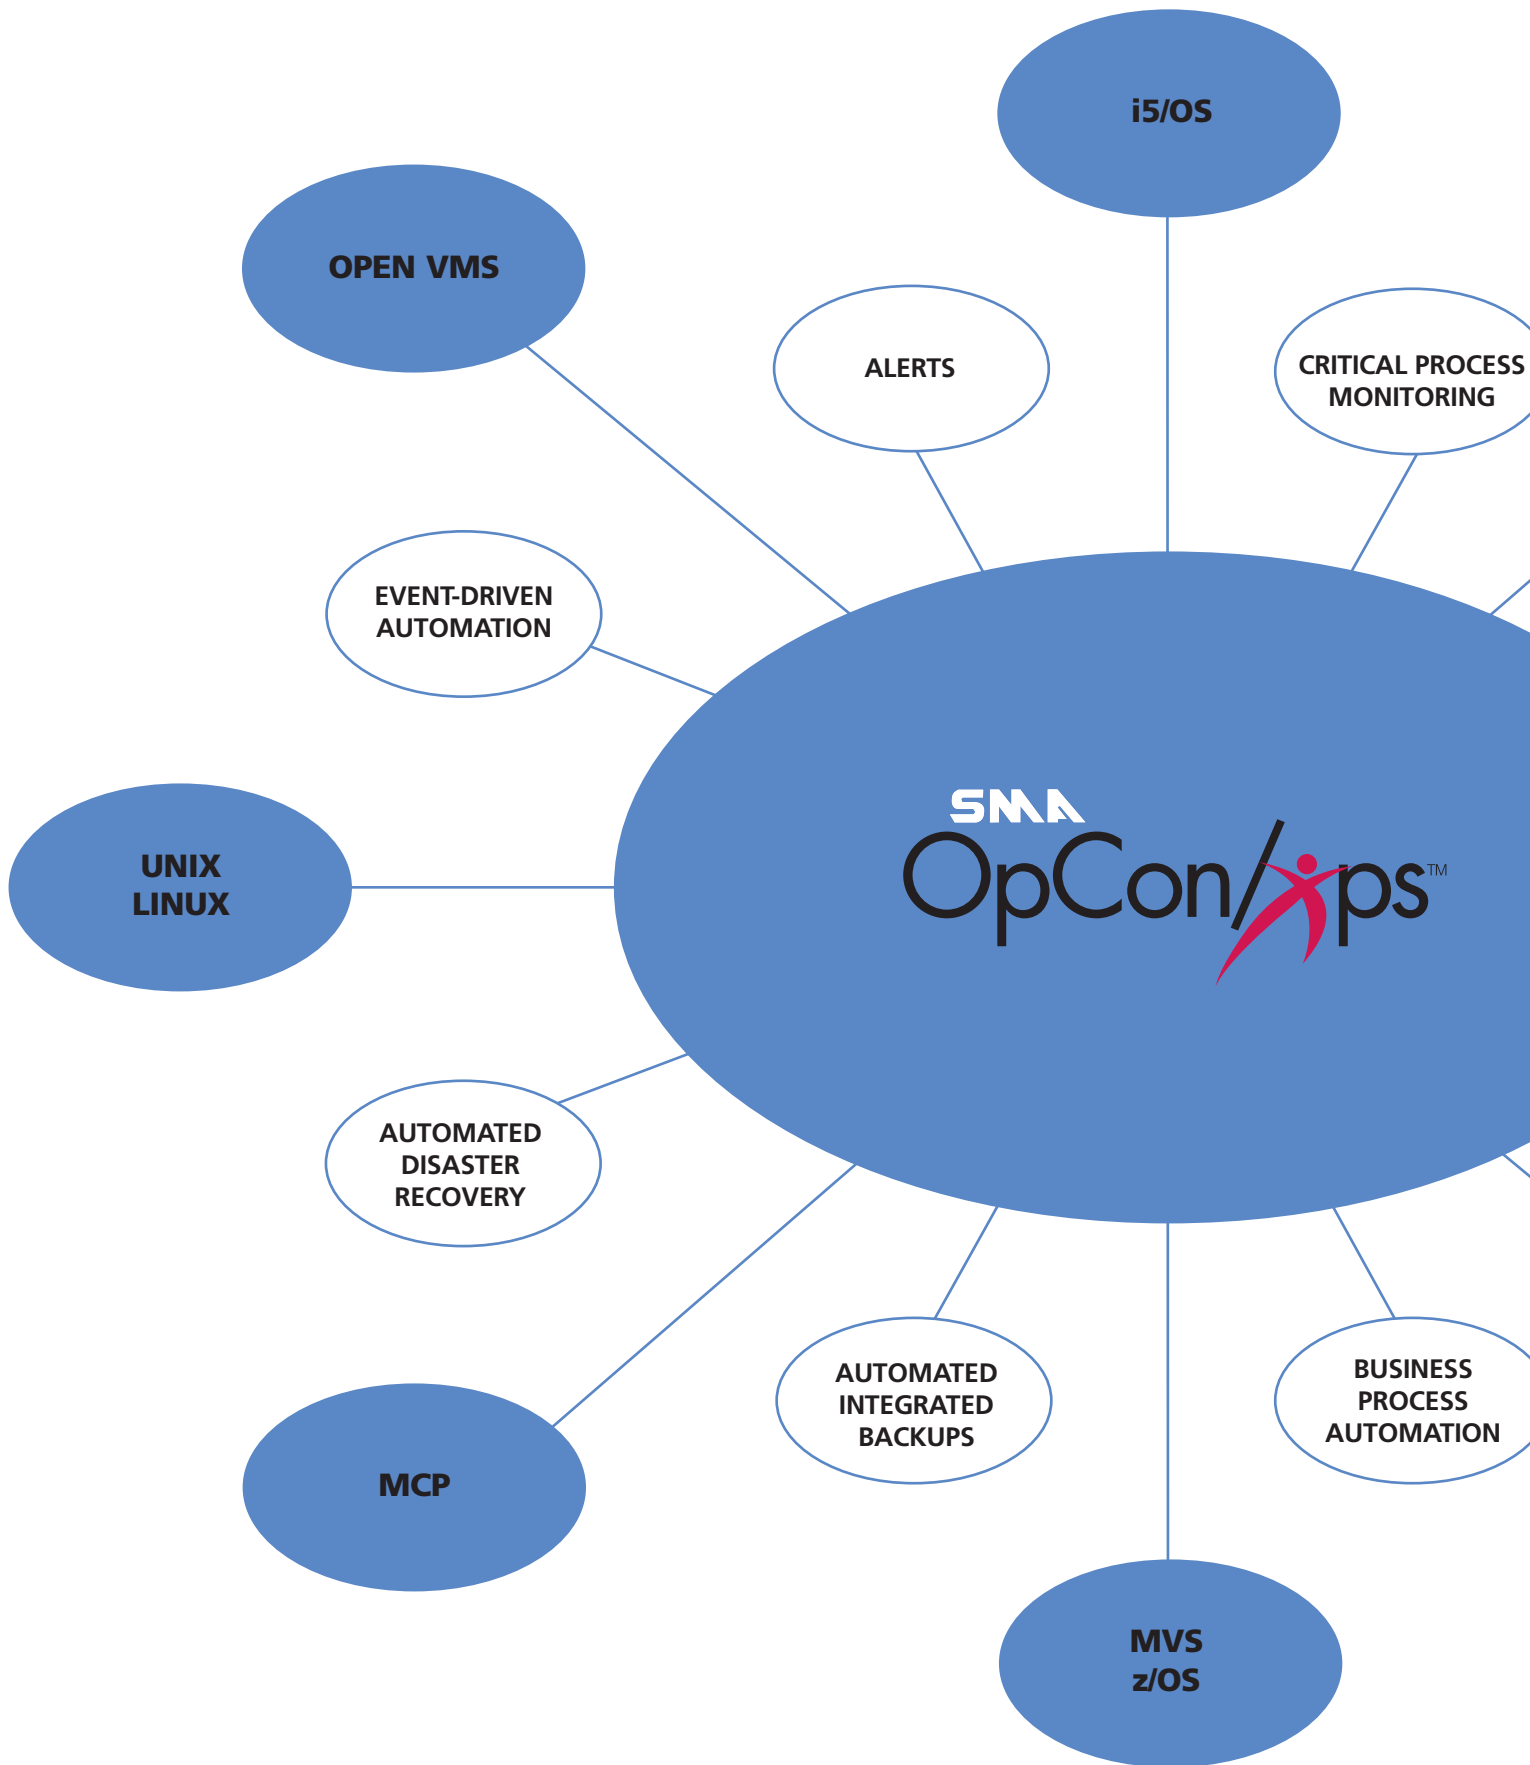 i5/OS
OPEN VMS
ALERTS
CRITICAL PROCESS
MONITORING
EVENT-DRIVEN
AUTOMATION
SMA
OpCon/xps™
UNIX
LINUX
AUTOMATED
DISASTER
RECOVERY
AUTOMATED
INTEGRATED
BACKUPS
BUSINESS
PROCESS
AUTOMATION
MCP
MVS
z/OS